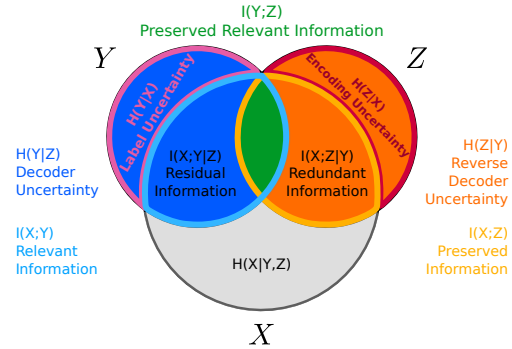 I(Y;Z)
Preserved Relevant Information
Y
Z
H(Y|X)
Label Uncertainty
H(Z|X)
Encoding Uncertainty
H(Y|Z)
Decoder
Uncertainty
I(X;Y|Z)
Residual
Information
I(X;Z|Y)
Redundant
Information
H(Z|Y)
Reverse
Decoder
Uncertainty
I(X;Y)
Relevant
Information
I(X;Z)
Preserved
Information
H(X|Y,Z)
X